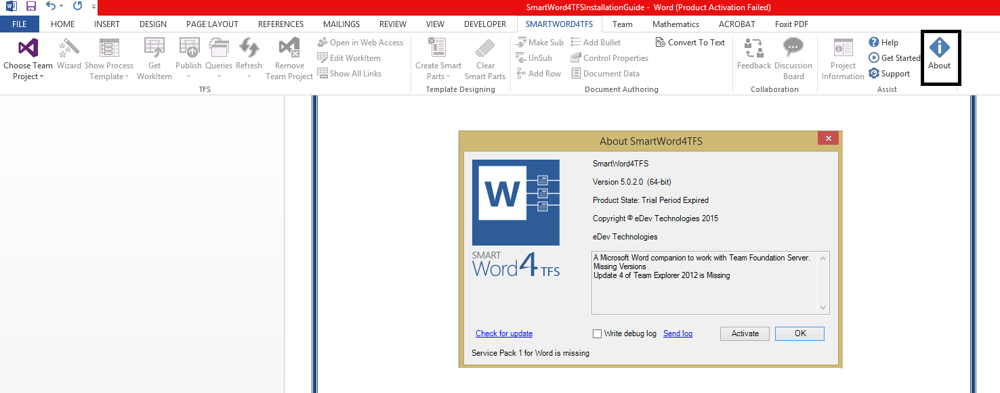 SmartWord4TFSInstallationGuide - Word (Product Activation Failed)
FILE HOME INSERT DESIGN PAGE LAYOUT REFERENCES MAILINGS REVIEW VIEW DEVELOPER SMARTWORD4TFS Team Mathematics ACROBAT Foxit PDF
Choose Team Project
Wizard
Show Process Template
Get WorkItem
Publish
Queries
Refresh
Remove Team Project
Open in Web Access
Edit WorkItem
Show All Links
TFS
Create Smart Parts
Clear Smart Parts
Template Designing
Make Sub
UnSub
Add Row
Add Bullet
Control Properties
Document Data
Convert To Text
Document Authoring
Feedback
Discussion Board
Collaboration
Project Information
Help
Get Started
Support
Assist
About
About SmartWord4TFS
W
SMART
Word4TFS
SmartWord4TFS
Version 5.0.2.0 (64-bit)
Product State: Trial Period Expired
Copyright © eDev Technologies 2015
eDev Technologies
A Microsoft Word companion to work with Team Foundation Server.
Missing Versions
Update 4 of Team Explorer 2012 is Missing
Check for update
Write debug log
Send log
Activate
OK
Service Pack 1 for Word is missing